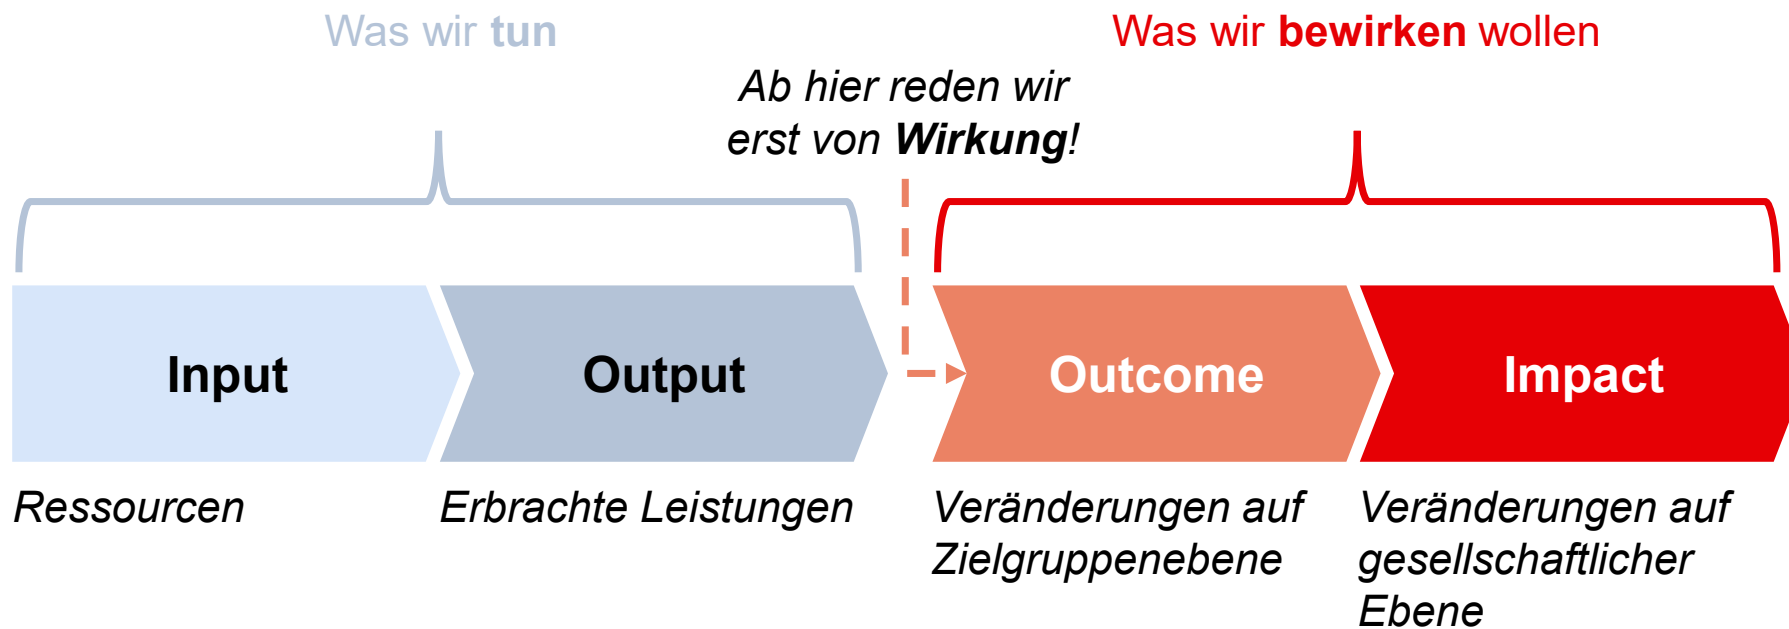 Was wir tun
Was wir bewirken wollen
Ab hier reden wir
erst von Wirkung!
Input
Output
Outcome
Impact
Ressourcen
Erbrachte Leistungen
Veränderungen auf
Zielgruppenebene
Veränderungen auf
gesellschaftlicher
Ebene